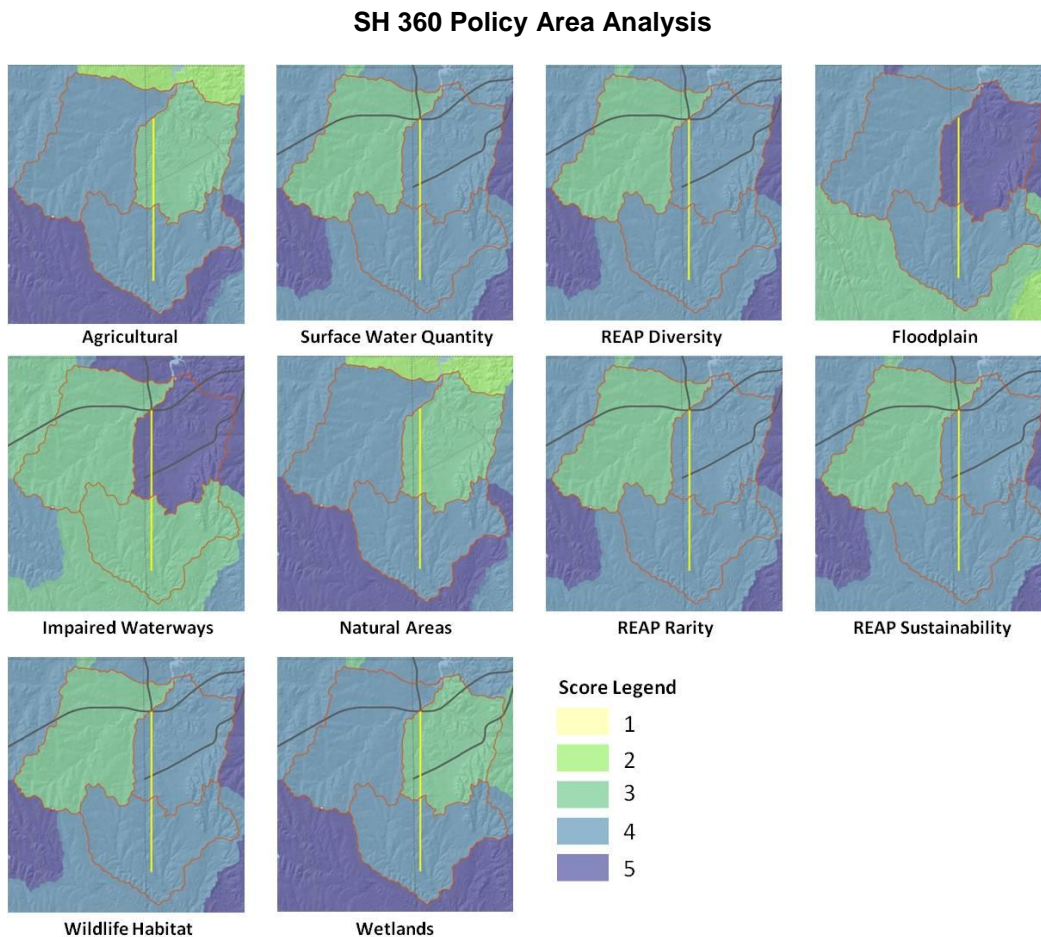 SH 360 Policy Area Analysis
Agricultural
Surface Water Quantity
REAP Diversity
Floodplain
Impaired Waterways
Natural Areas
REAP Rarity
REAP Sustainability
Wildlife Habitat
Wetlands
Score Legend
1
2
3
4
5